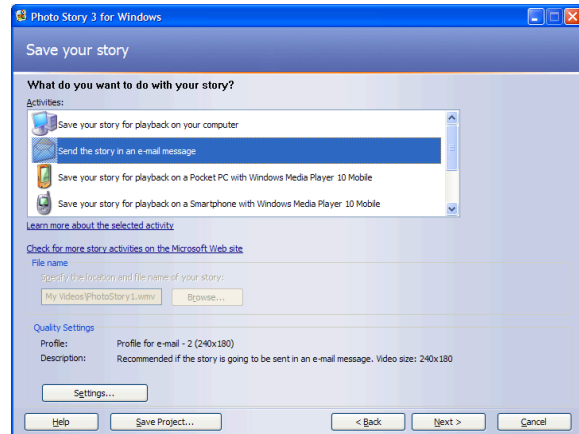 Photo Story 3 for Windows
Save your story
What do you want to do with your story?
Activities:
Save your story for playback on your computer
Send the story in an e-mail message
Save your story for playback on a Pocket PC with Windows Media Player 10 Mobile
Save your story for playback on a Smartphone with Windows Media Player 10 Mobile
Learn more about the selected activity
Check for more story activities on the Microsoft Web site
File name
Specify the location and file name of your story:
My Videos\PhotoStory1.wmv Browse...
Quality Settings
Profile: Profile for e-mail - 2 (240x180)
Description: Recommended if the story is going to be sent in an e-mail message. Video size: 240x180
Settings...
Help Save Project... < Back Next > Cancel